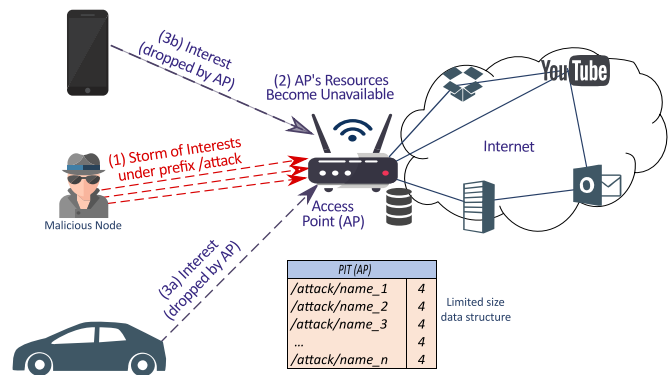 (3b) Interest
(dropped by AP)
(2) AP's Resources
Become Unavailable
YouTube
(1) Storm of Interests
under prefix /attack
Internet
Malicious Node
Access
Point (AP)
O
(3a) Interest
(dropped by AP)
PIT (AP)
/attack/name_1 4
/attack/name_2 4
/attack/name_3 4
... 4
/attack/name_n 4
Limited size
data structure